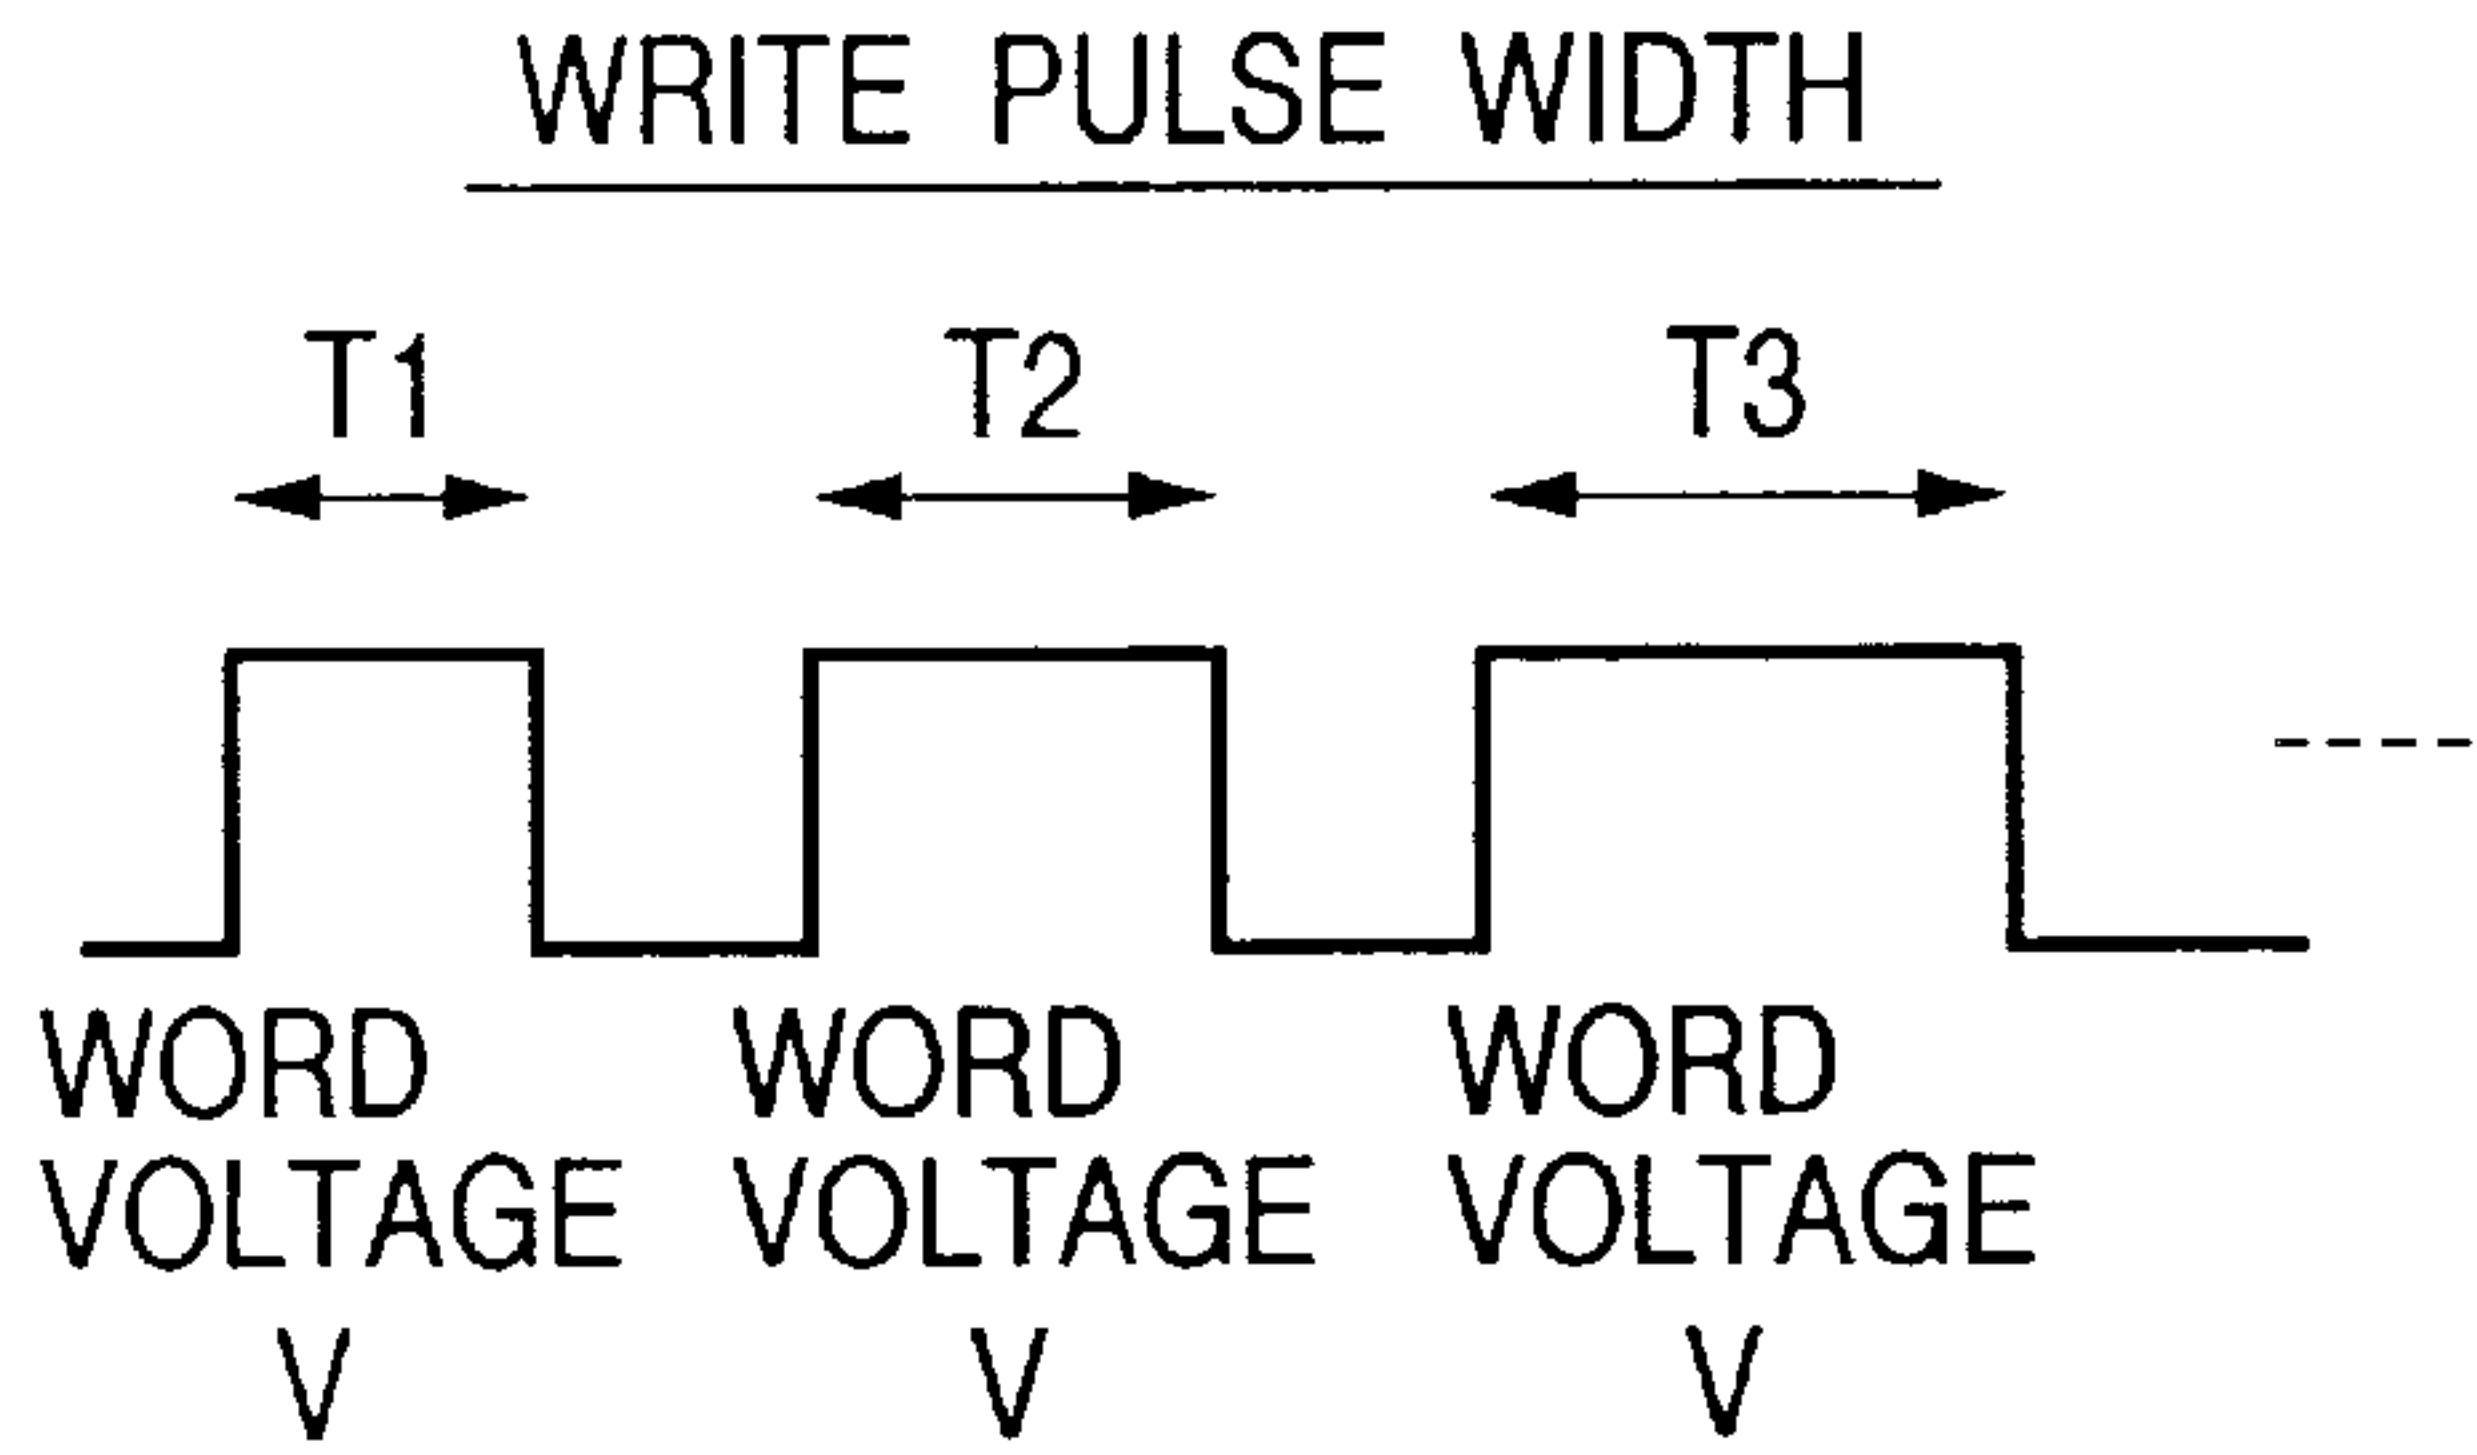 WRITE PULSE WIDTH
T1 T2 T3
WORD WORD WORD
VOLTAGE VOLTAGE VOLTAGE
V V V